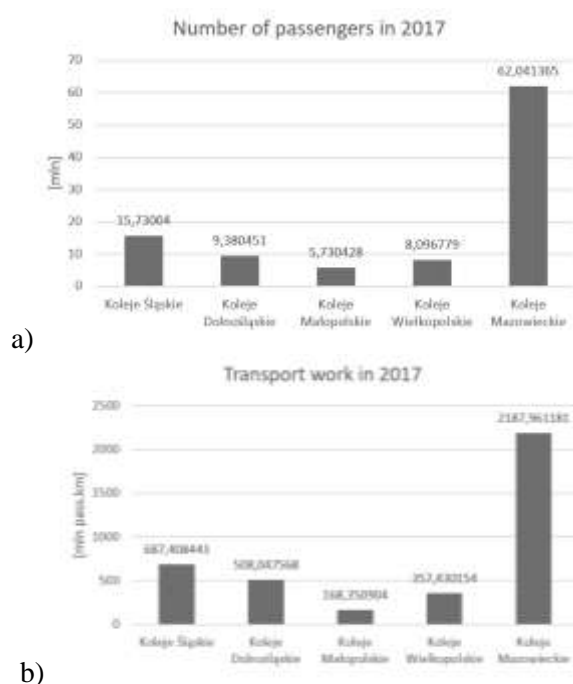 Number of passengers in 2017
70
62,041365
60
50
[mln]
40
30
20
15,73004
9,380451
8,096779
5,730428
10
0
Koleje Śląskie
Koleje Dolnośląskie
Koleje Małopolskie
Koleje Wielkopolskie
Koleje Mazowieckie
a)
Transport work in 2017
2500
2187,961181
2000
[mln pass.km]
1500
1000
687,408443
508,047568
500
357,430154
168,350904
0
Koleje Śląskie
Koleje Dolnośląskie
Koleje Małopolskie
Koleje Wielkopolskie
Koleje Mazowieckie
b)